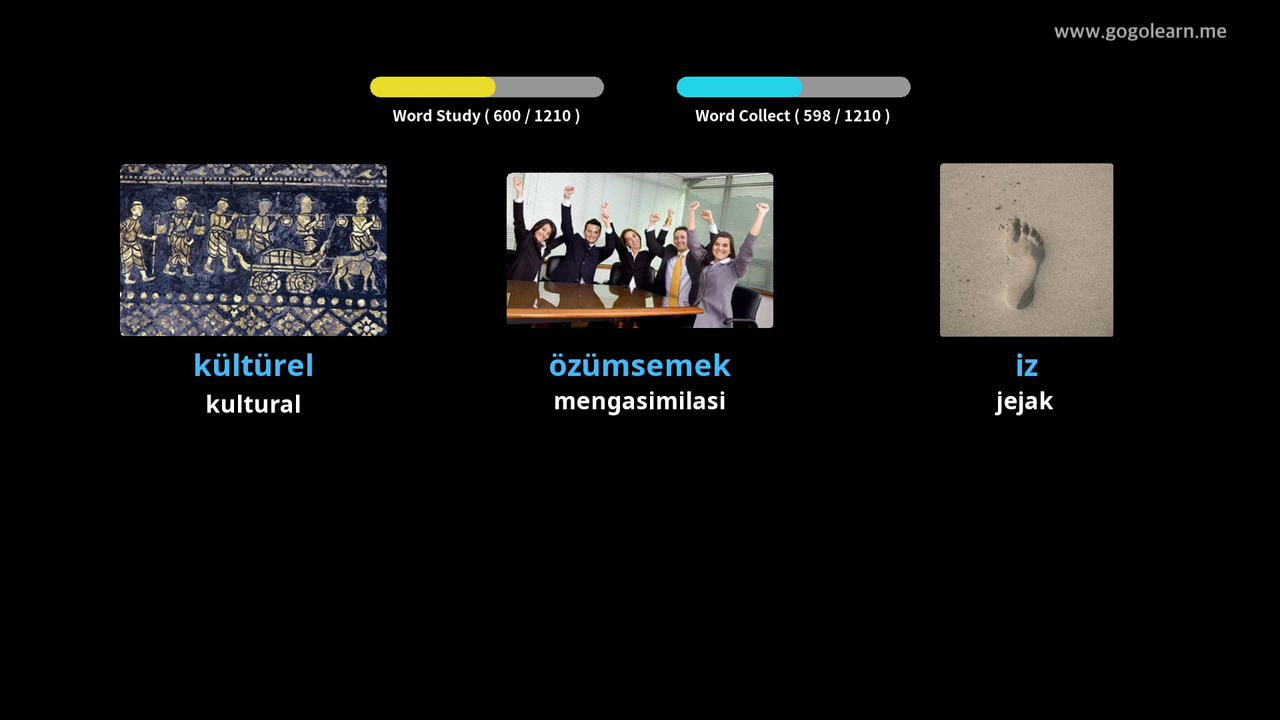 www.gogolearn.me
Word Study ( 600 / 1210 )
Word Collect ( 598 / 1210 )
kültürel
kultural
özümsemek
mengasimilasi
iz
jejak